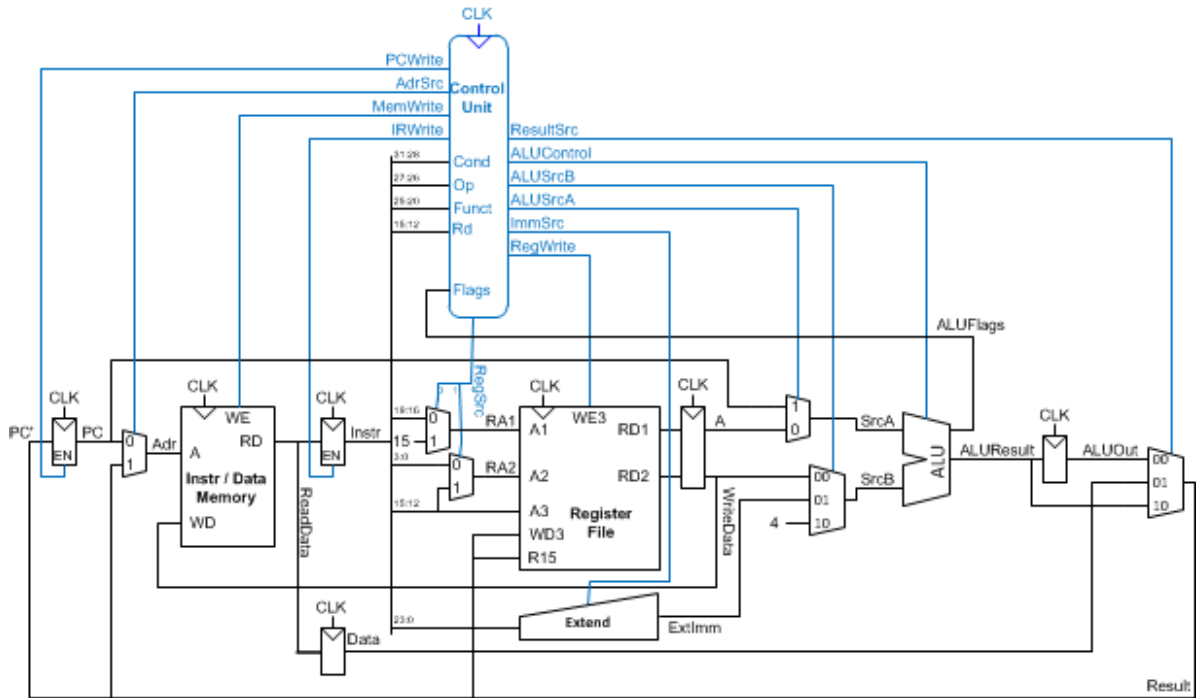 CLK
PCWrite
AdrSrc
MemWrite
IRWrite
Control
Unit
ResultSrc
ALUControl
ALUSrcB
ALUSrcA
ImmSrc
RegWrite
31:28
Cond
27:26
Op
25:20
Funct
15:12
Rd
Flags
ALUFlags
RegSrc
0 1
CLK
CLK
CLK
CLK
CLK
CLK
PC'
EN
PC
0
1
Adr
WE
A
RD
Instr / Data
Memory
WD
ReadData
EN
Instr
19:16
15
0
1
RA1
3:0
0
1
RA2
15:12
A1
WE3
RD1
A2
RD2
A3
WD3
R15
Register
File
A
WriteData
1
0
SrcA
00
01
10
4
SrcB
ALU
ALUResult
ALUOut
00
01
10
23:0
Extend
ExtImm
CLK
Data
Result